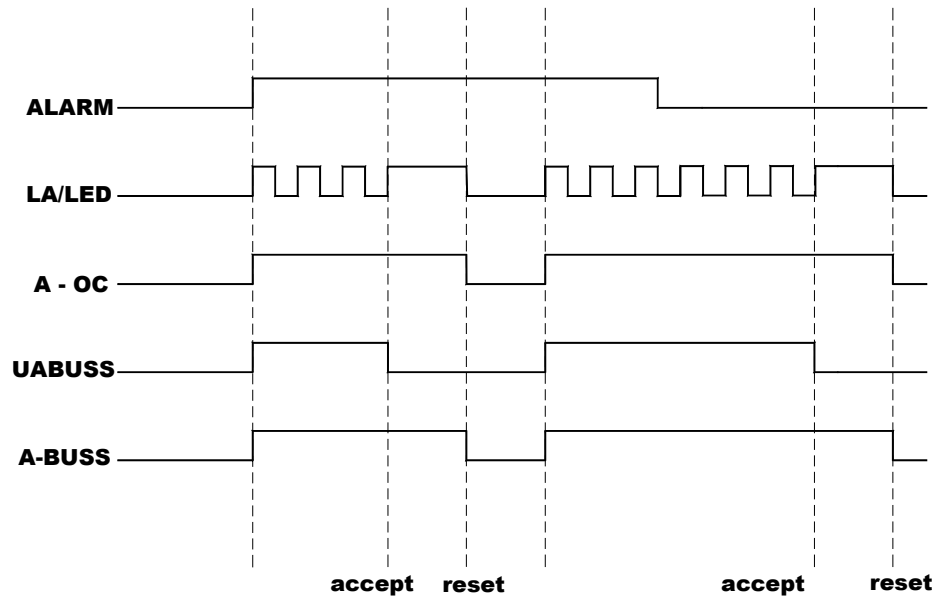 ALARM
LA/LED
A - OC
UABUSS
A-BUSS
accept reset accept reset